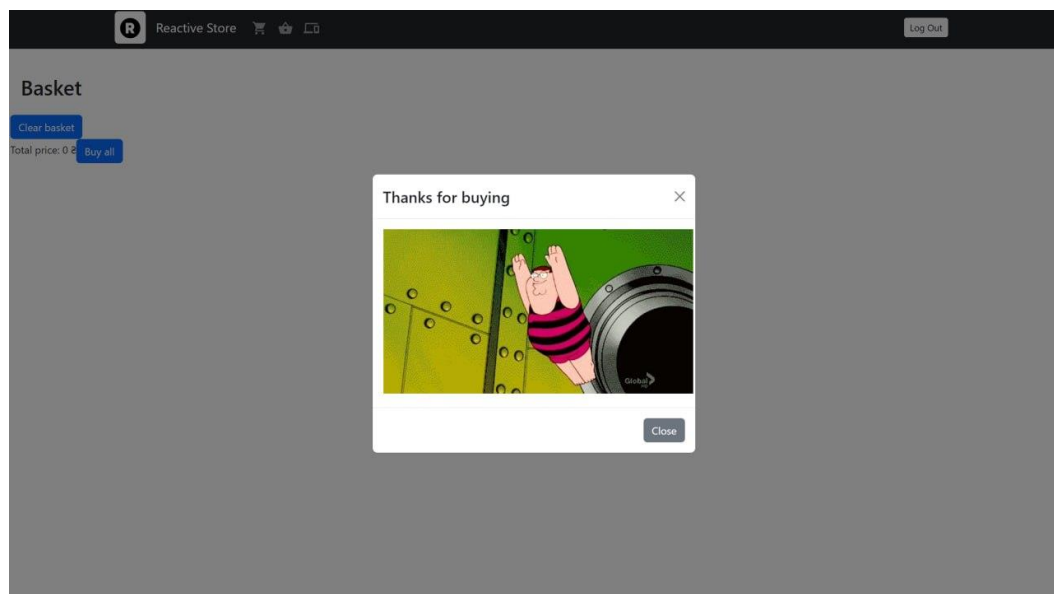 R Reactive Store
Log Out
Basket
Clear basket
Total price: 0 ₴ Buy all
Thanks for buying
Global
Close